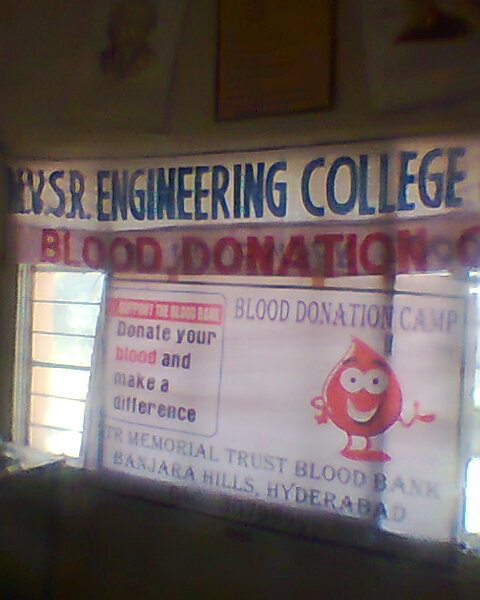 .V.S.R. ENGINEERING COLLEGE
BLOOD DONATION C
SUPPORT THE BLOOD BANK
Donate your
blood and
make a
difference
BLOOD DONATION CAMP
TR MEMORIAL TRUST BLOOD BANK
BANJARA HILLS, HYDERABAD